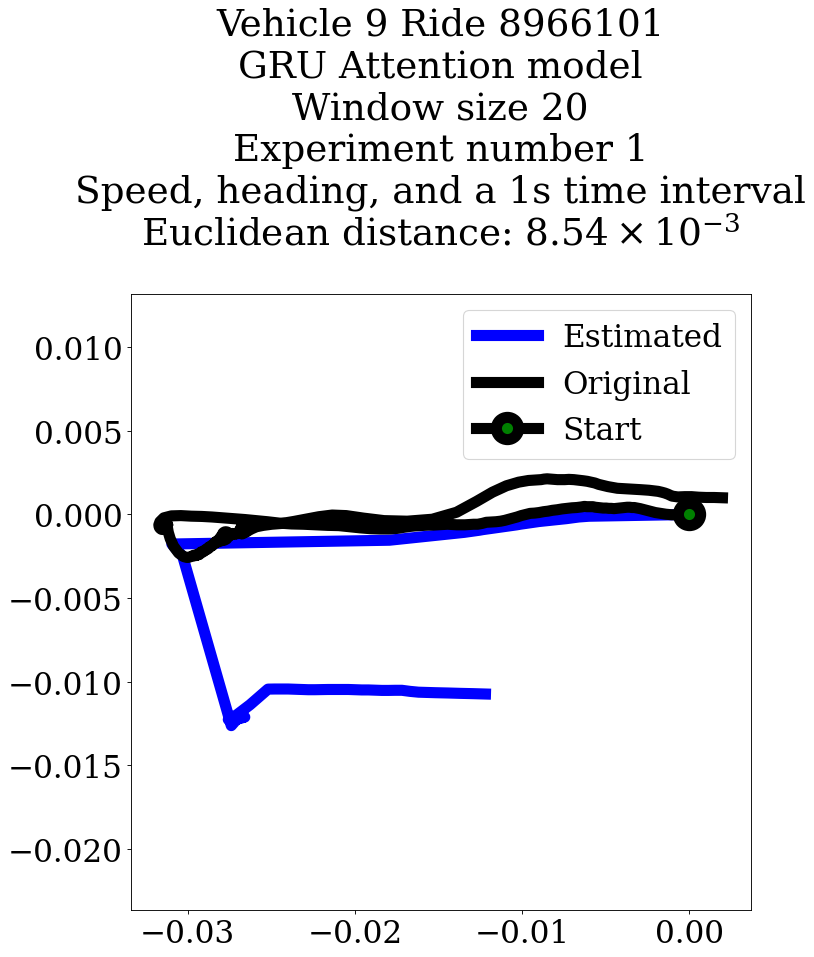 Vehicle 9 Ride 8966101
GRU Attention model
Window size 20
Experiment number 1
Speed, heading, and a 1s time interval
Euclidean distance: 8.54 × 10⁻³
Estimated
Original
Start
0.010
0.005
0.000
−0.005
−0.010
−0.015
−0.020
−0.03 −0.02 −0.01 0.00